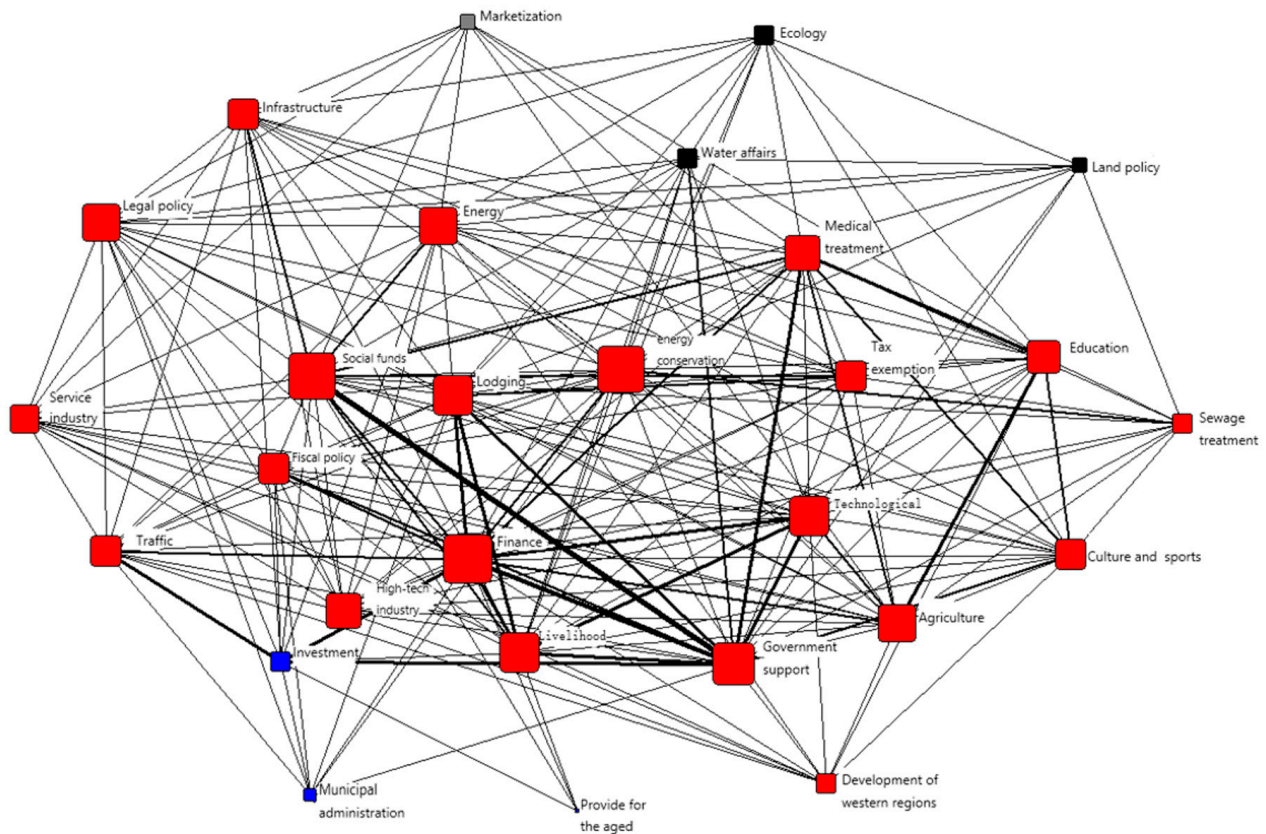 Marketization
Ecology
Infrastructure
Water affairs
Land policy
Legal policy
Energy
Medical
treatment
Social funds
energy
conservation
Tax
exemption
Education
Lodging
Service
industry
Sewage
treatment
Fiscal policy
Technological
Traffic
Finance
Culture and sports
High-tech
industry
Agriculture
Livelihood
Government
support
Investment
Municipal
administration
Provide for
the aged
Development of
western regions